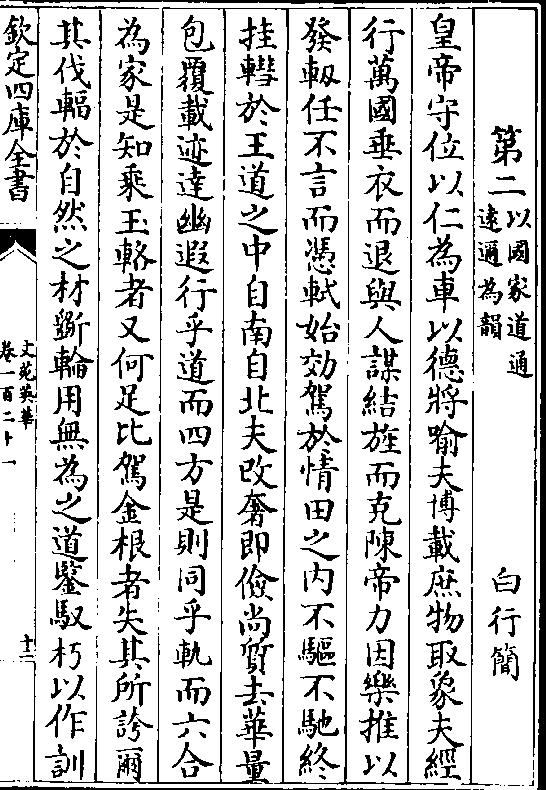 第二以國家道通
遠邇為韻
白行簡
皇帝守位以仁為車以德將喻夫博載庶物取象夫經
行萬國垂衣而退與人謀結旌而克陳帝力因樂推以
發軔任不言而憑軾始効駕於情田之内不驅不馳終
挂轊於王道之中自南自北夫改奢即儉尚質去華量
包覆載迹達幽遐行乎道而四方是則同乎軌而六合
為家是知乘玉輅者又何足比駕金根者失其所誇爾
其伐輻於自然之材斵輪用無為之道鑒馭朽以作訓
欽定四庫全書
文苑英華
卷一百二十一
十二